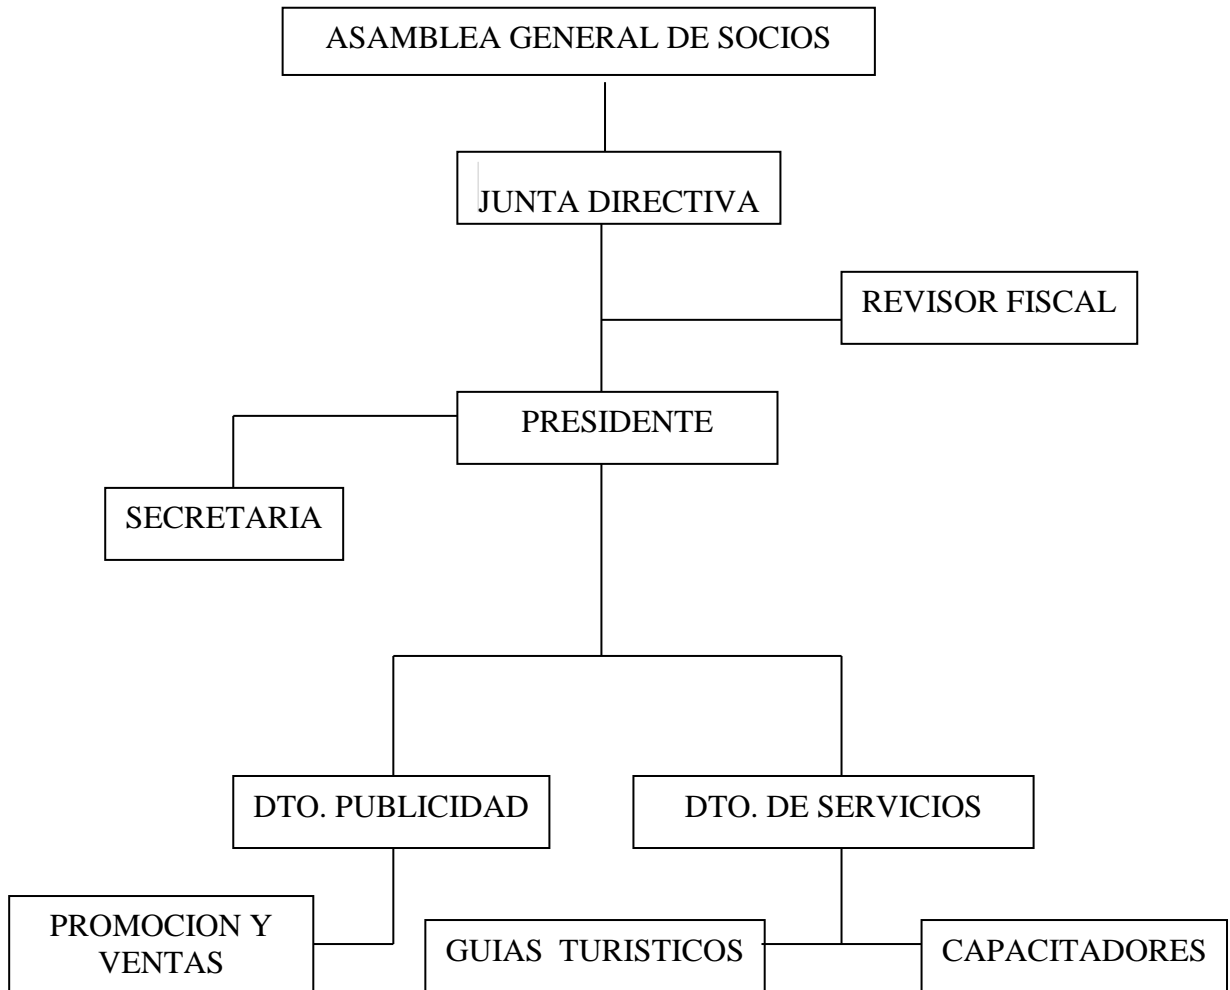 ASAMBLEA GENERAL DE SOCIOS
JUNTA DIRECTIVA
REVISOR FISCAL
PRESIDENTE
SECRETARIA
DTO. PUBLICIDAD
DTO. DE SERVICIOS
PROMOCION Y
VENTAS
GUIAS TURISTICOS
CAPACITADORES